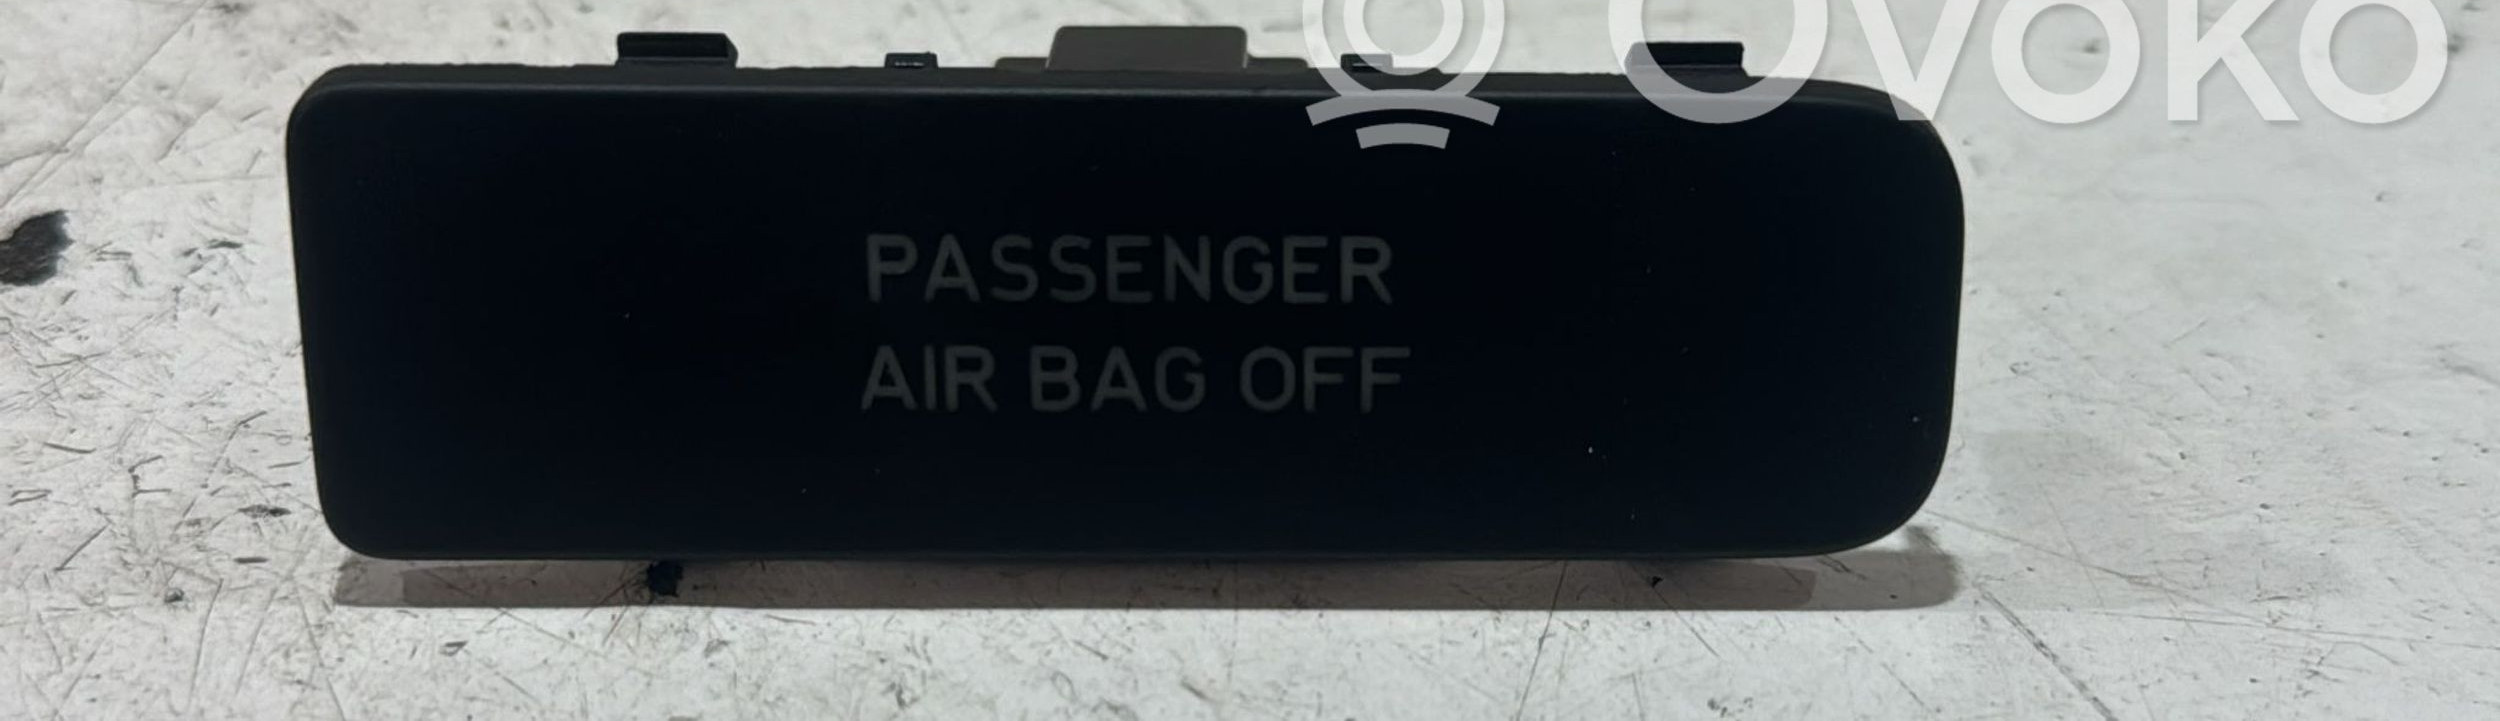 OVOKO
PASSENGER
AIR BAG OFF